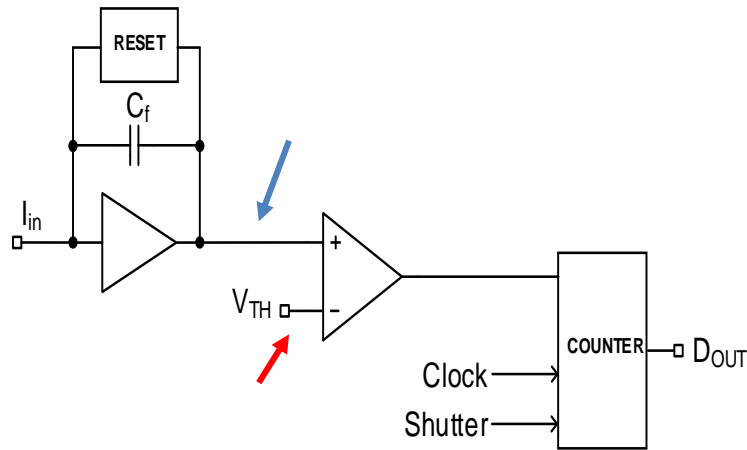 RESET
Cf
Iin
+
VTH
-
COUNTER
DOUT
Clock
Shutter